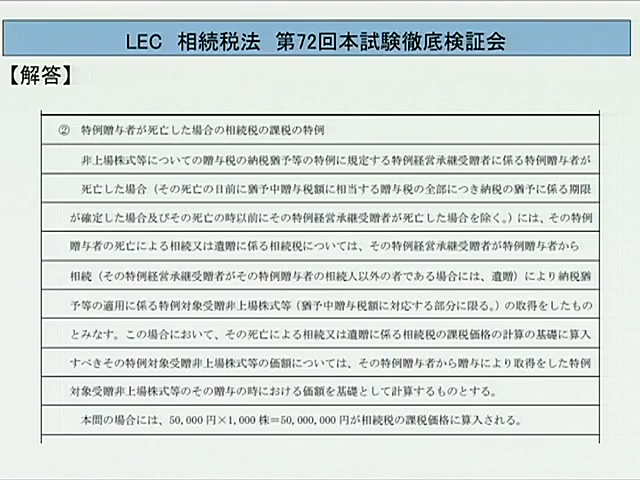 LEC 相続税法 第72回本試験徹底検証会
【解答】
② 特例贈与者が死亡した場合の相続税の課税の特例
非上場株式等についての贈与税の納税猶予等の特例に規定する特例経営承継受贈者に係る特例贈与者が
死亡した場合（その死亡の日前に猶予中贈与税額に相当する贈与税の全部につき納税の猶予に係る期限
が確定した場合及びその死亡の時以前にその特例経営承継受贈者が死亡した場合を除く。）には、その特例
贈与者の死亡による相続又は遺贈に係る相続税については、その特例経営承継受贈者が特例贈与者から
相続（その特例経営承継受贈者がその特例贈与者の相続人以外の者である場合には、遺贈）により納税猶
予等の適用に係る特例対象受贈非上場株式等（猶予中贈与税額に対応する部分に限る。）の取得をしたもの
とみなす。この場合において、その死亡による相続又は遺贈に係る相続税の課税価格の計算の基礎に算入
すべきその特例対象受贈非上場株式等の価額については、その特例贈与者から贈与により取得をした特例
対象受贈非上場株式等のその贈与の時における価額を基礎として計算するものとする。
本問の場合には、50,000円×1,000株＝50,000,000円が相続税の課税価格に算入される。